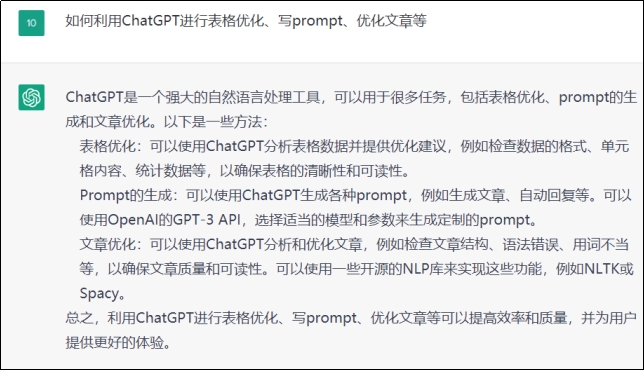 10
如何利用ChatGPT进行表格优化、写prompt、优化文章等
ChatGPT是一个强大的自然语言处理工具，可以用于很多任务，包括表格优化、prompt的生
成和文章优化。以下是一些方法：
表格优化：可以使用ChatGPT分析表格数据并提供优化建议，例如检查数据的格式、单元
格内容、统计数据等，以确保表格的清晰性和可读性。
Prompt的生成：可以使用ChatGPT生成各种prompt，例如生成文章、自动回复等。可以
使用OpenAI的GPT-3 API，选择适当的模型和参数来生成定制的prompt。
文章优化：可以使用ChatGPT分析和优化文章，例如检查文章结构、语法错误、用词不当
等，以确保文章质量和可读性。可以使用一些开源的NLP库来实现这些功能，例如NLTK或
Spacy。
总之，利用ChatGPT进行表格优化、写prompt、优化文章等可以提高效率和质量，并为用户
提供更好的体验。